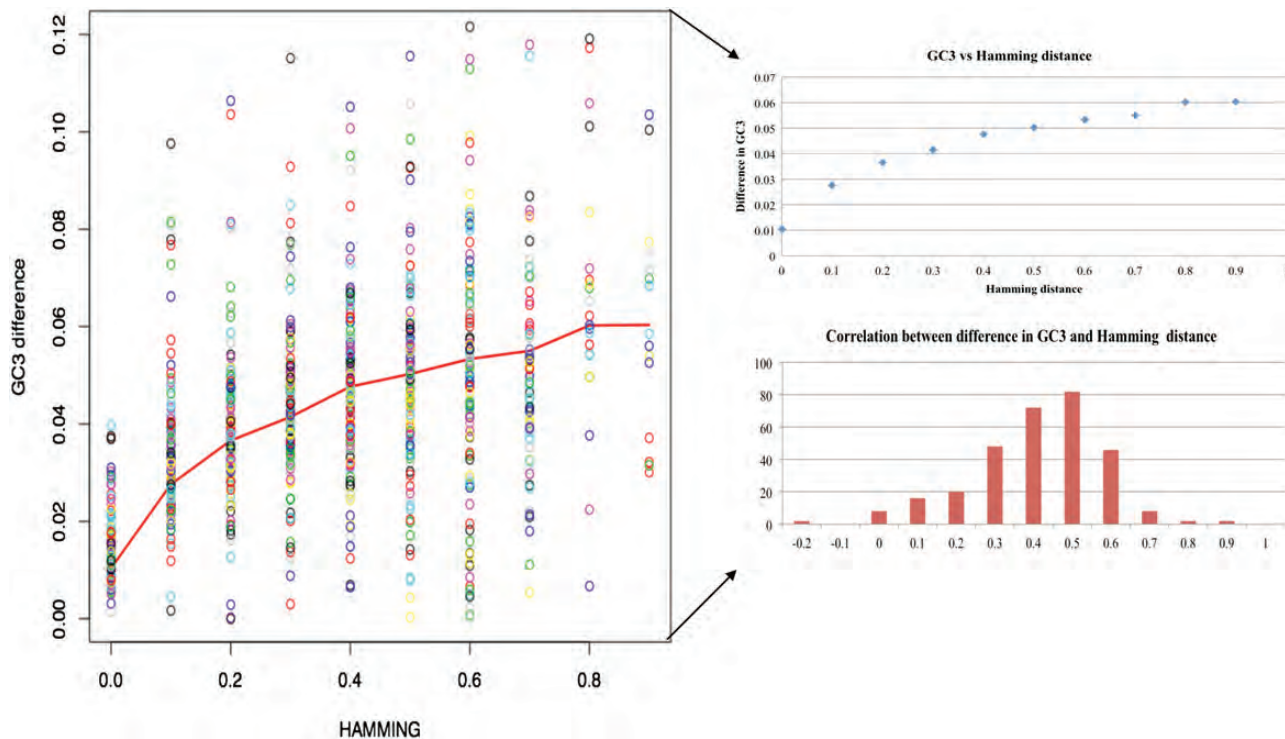 0.12
0.10
0.08
0.06
0.04
0.02
0.00
GC3 difference
0.0 0.2 0.4 0.6 0.8
HAMMING
GC3 vs Hamming distance
0.07
0.06
0.05
0.04
0.03
0.02
0.01
0
Difference in GC3
0 0.1 0.2 0.3 0.4 0.5 0.6 0.7 0.8 0.9
Hamming distance
Correlation between difference in GC3 and Hamming distance
100
80
60
40
20
0
-0.2 -0.1 0 0.1 0.2 0.3 0.4 0.5 0.6 0.7 0.8 0.9 1